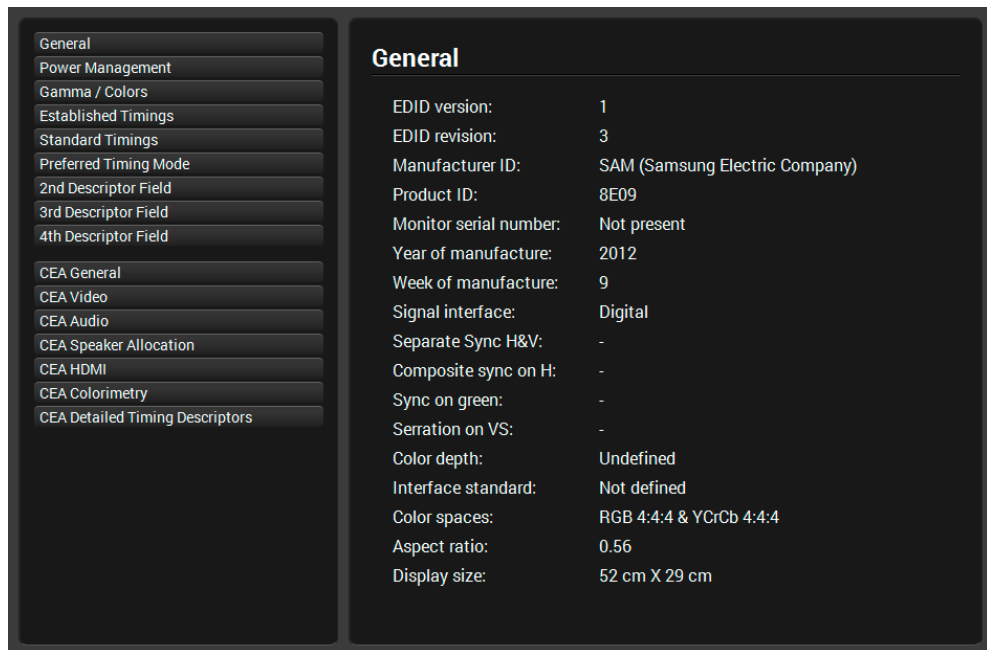 General
Power Management
Gamma / Colors
Established Timings
Standard Timings
Preferred Timing Mode
2nd Descriptor Field
3rd Descriptor Field
4th Descriptor Field
CEA General
CEA Video
CEA Audio
CEA Speaker Allocation
CEA HDMI
CEA Colorimetry
CEA Detailed Timing Descriptors
General
EDID version: 1
EDID revision: 3
Manufacturer ID: SAM (Samsung Electric Company)
Product ID: 8E09
Monitor serial number: Not present
Year of manufacture: 2012
Week of manufacture: 9
Signal interface: Digital
Separate Sync H&V: -
Composite sync on H: -
Sync on green: -
Serration on VS: -
Color depth: Undefined
Interface standard: Not defined
Color spaces: RGB 4:4:4 & YCrCb 4:4:4
Aspect ratio: 0.56
Display size: 52 cm X 29 cm